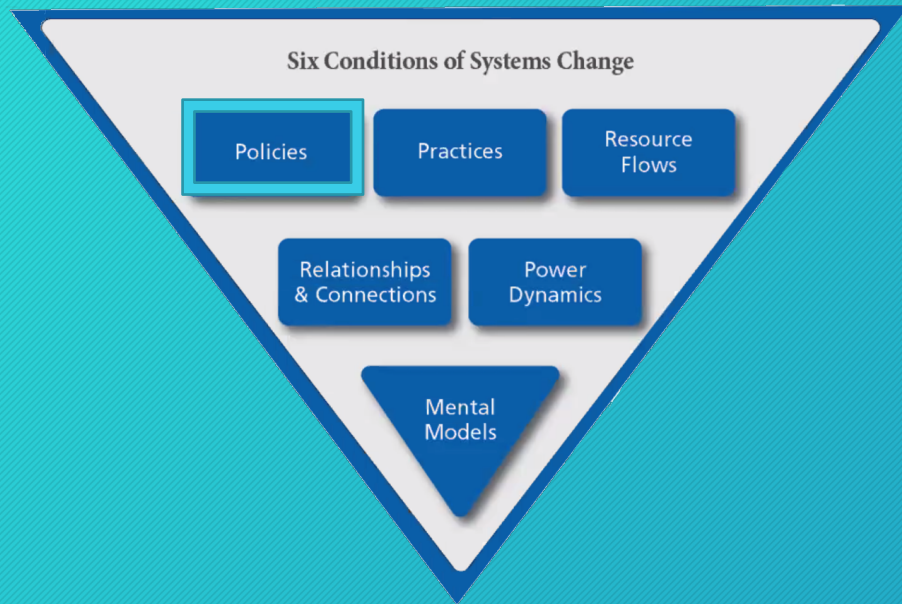 Six Conditions of Systems Change
Policies
Practices
Resource
Flows
Relationships
& Connections
Power
Dynamics
Mental
Models